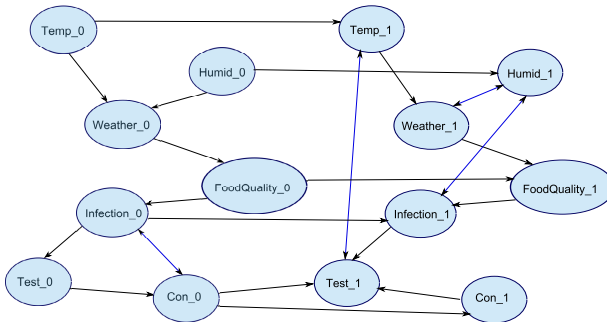 Temp_0
Temp_1
Humid_0
Humid_1
Weather_0
Weather_1
FoodQuality_0
FoodQuality_1
Infection_0
Infection_1
Test_0
Con_0
Test_1
Con_1